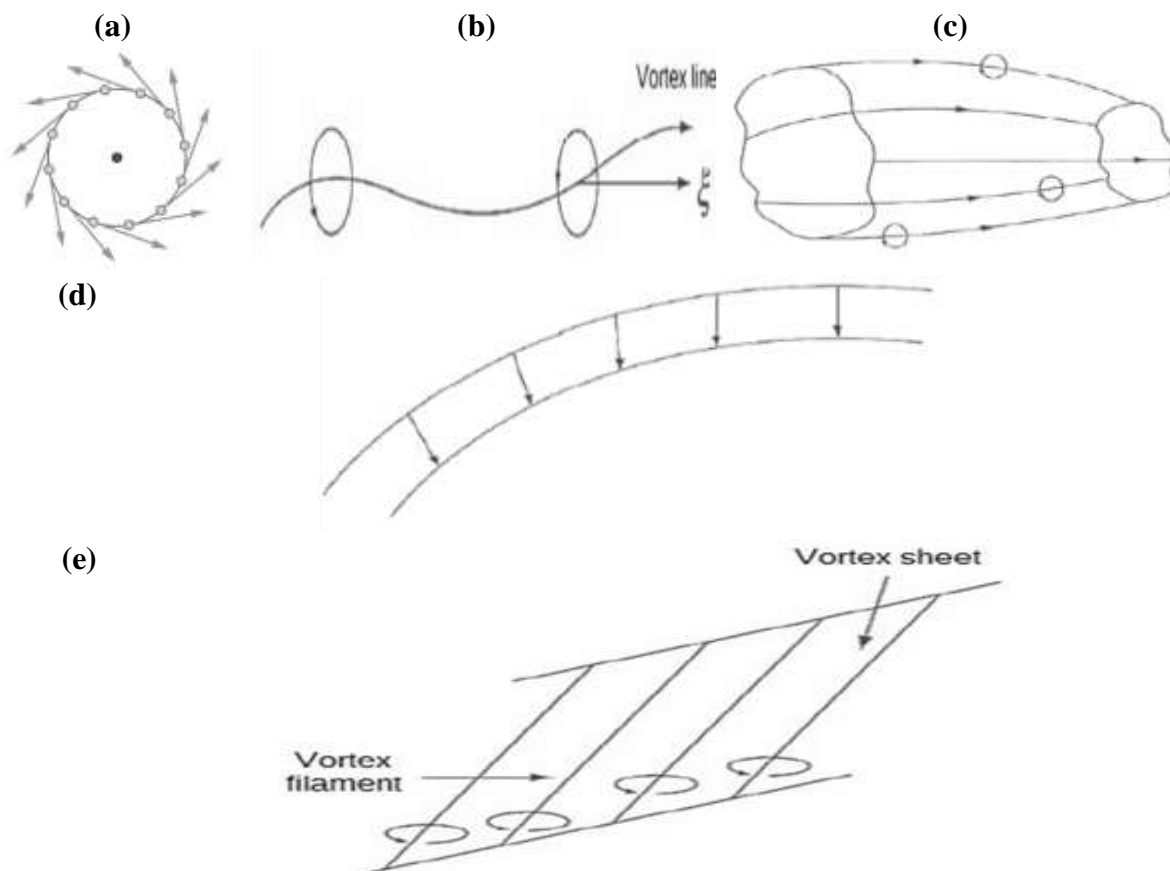 (a)
(b)
(c)
Vortex line
ξ
(d)
(e)
Vortex sheet
Vortex
filament